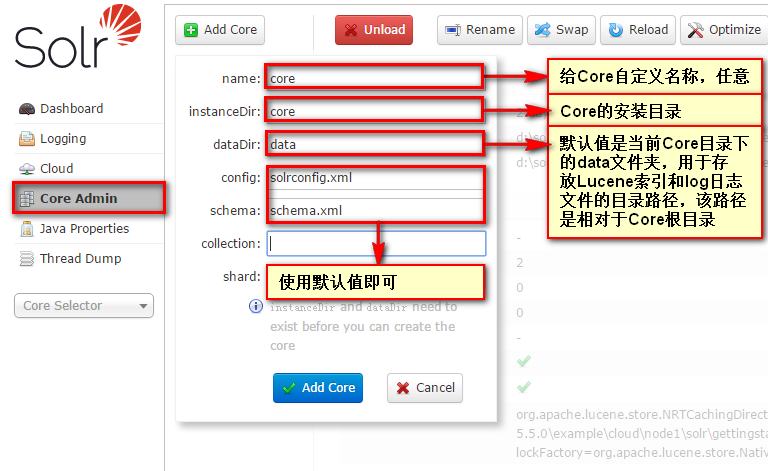 Solr
Add Core
Unload
Rename
Swap
Reload
Optimize
name: core
给Core自定义名称，任意
instanceDir: core
Core的安装目录
dataDir: data
默认值是当前Core目录下
的data文件夹，用于存
放Lucene索引和log日志
文件的目录路径，该路径
是相对于Core根目录
config: solrconfig.xml
schema: schema.xml
collection:
shard:
使用默认值即可
instanceDir and dataDir need to
exist before you can create the
core
Add Core
Cancel
Dashboard
Logging
Cloud
Core Admin
Java Properties
Thread Dump
Core Selector
-
2
0
0
-
org.apache.lucene.store.NRTCachingDirect
5.5.0\example\cloud\node1\solr\gettingsta
lockFactory=org.apache.lucene.store.Nativ